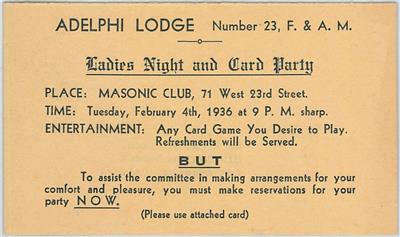 ADELPHI LODGE Number 23, F. & A. M.
Ladies Night and Card Party
PLACE: MASONIC CLUB, 71 West 23rd Street.
TIME: Tuesday, February 4th, 1936 at 9 P. M. sharp.
ENTERTAINMENT: Any Card Game You Desire to Play.
Refreshments will be Served.
BUT
To assist the committee in making arrangements for your
comfort and pleasure, you must make reservations for your
party NOW.
(Please use attached card)